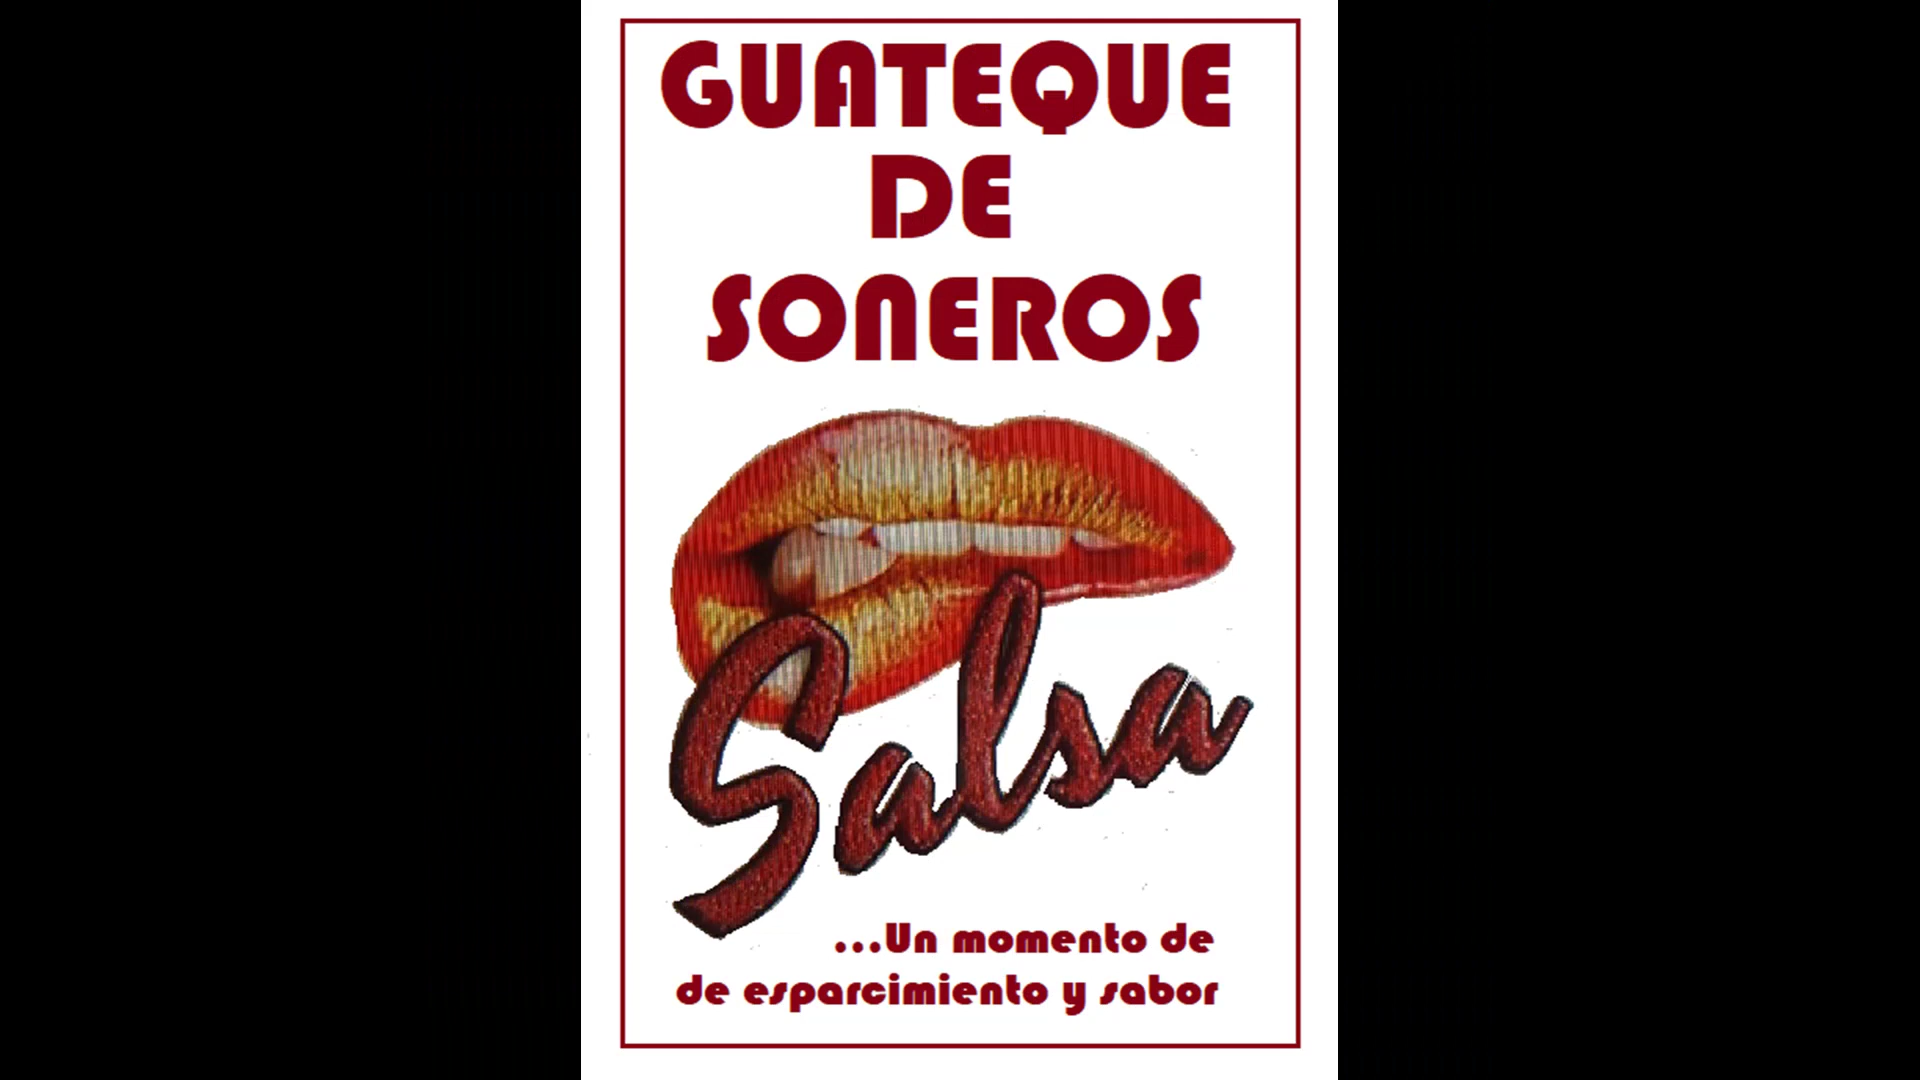 GUATEQUE
DE
SONEROS
Salsa
...Un momento de
de esparcimiento y sabor